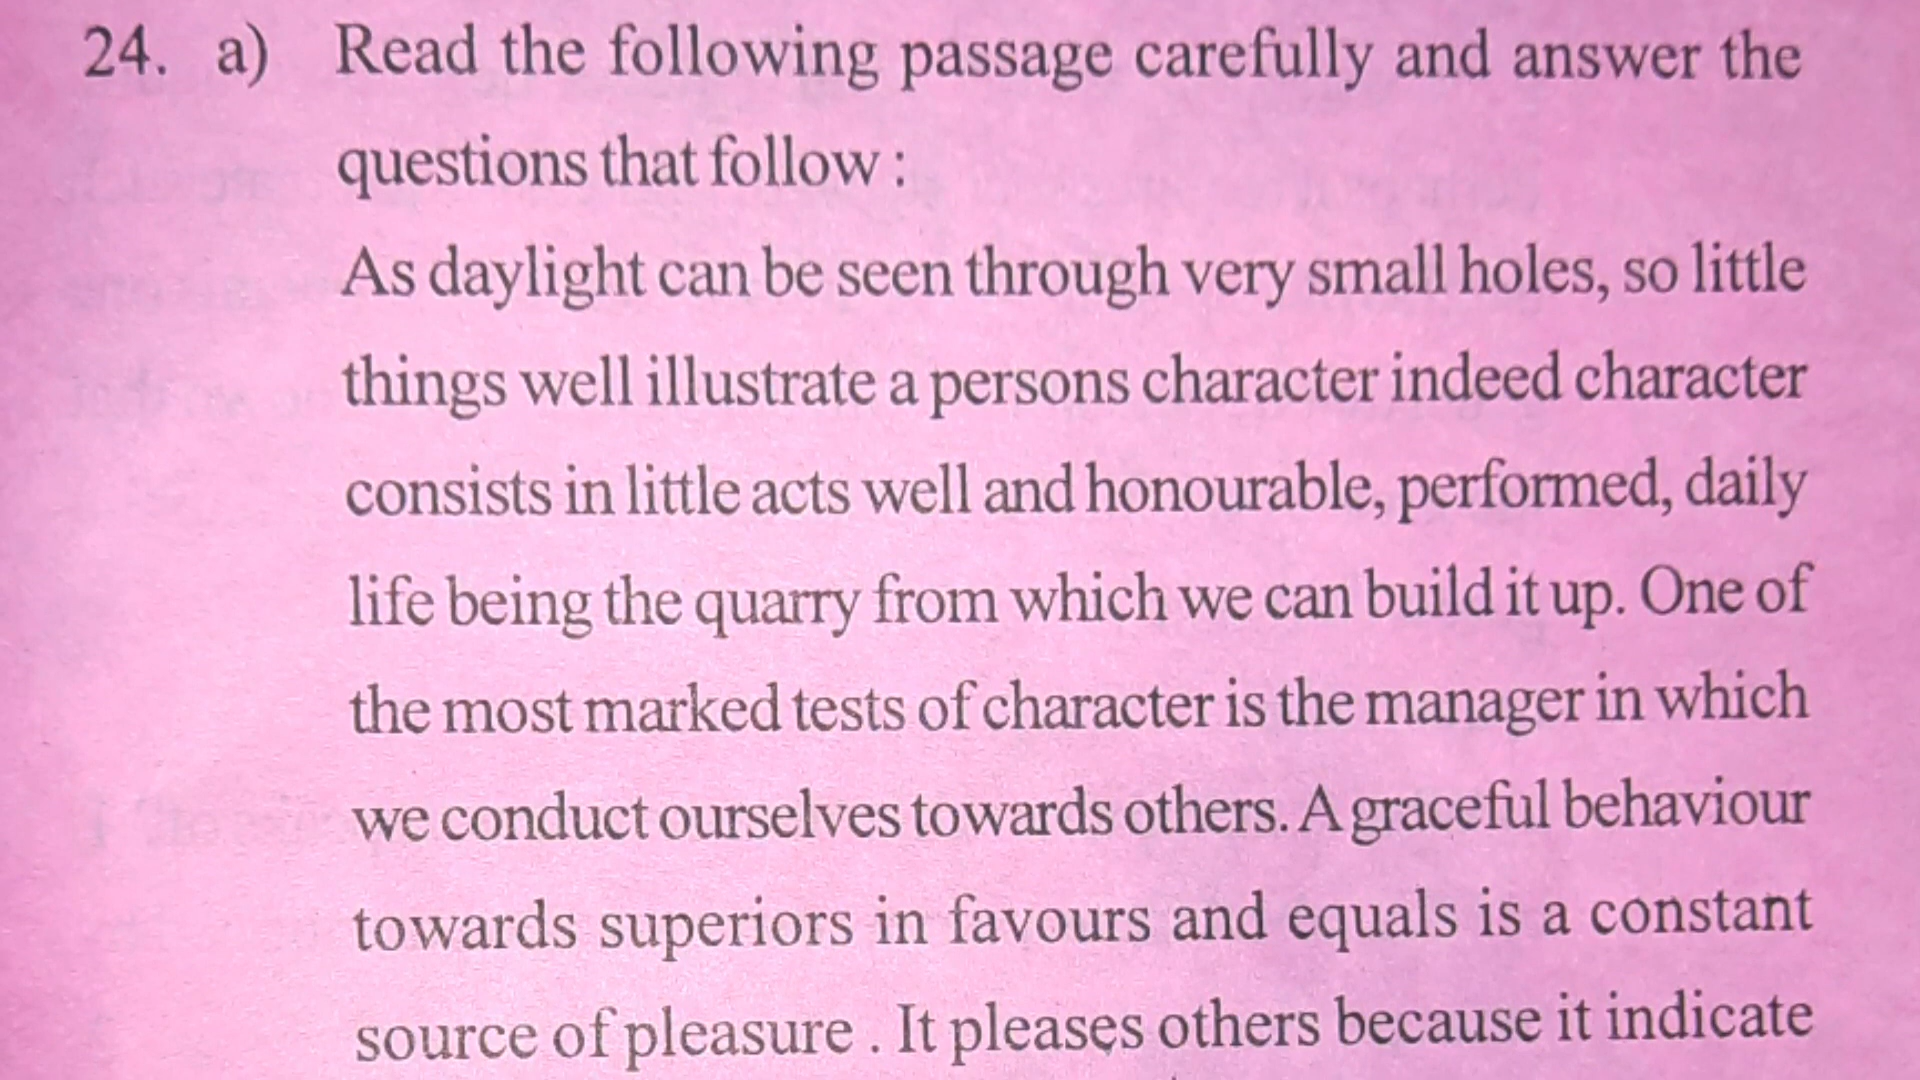 24. a) Read the following passage carefully and answer the
questions that follow :
As daylight can be seen through very small holes, so little
things well illustrate a persons character indeed character
consists in little acts well and honourable, performed, daily
life being the quarry from which we can build it up. One of
the most marked tests of character is the manager in which
we conduct ourselves towards others. A graceful behaviour
towards superiors in favours and equals is a constant
source of pleasure . It pleases others because it indicate